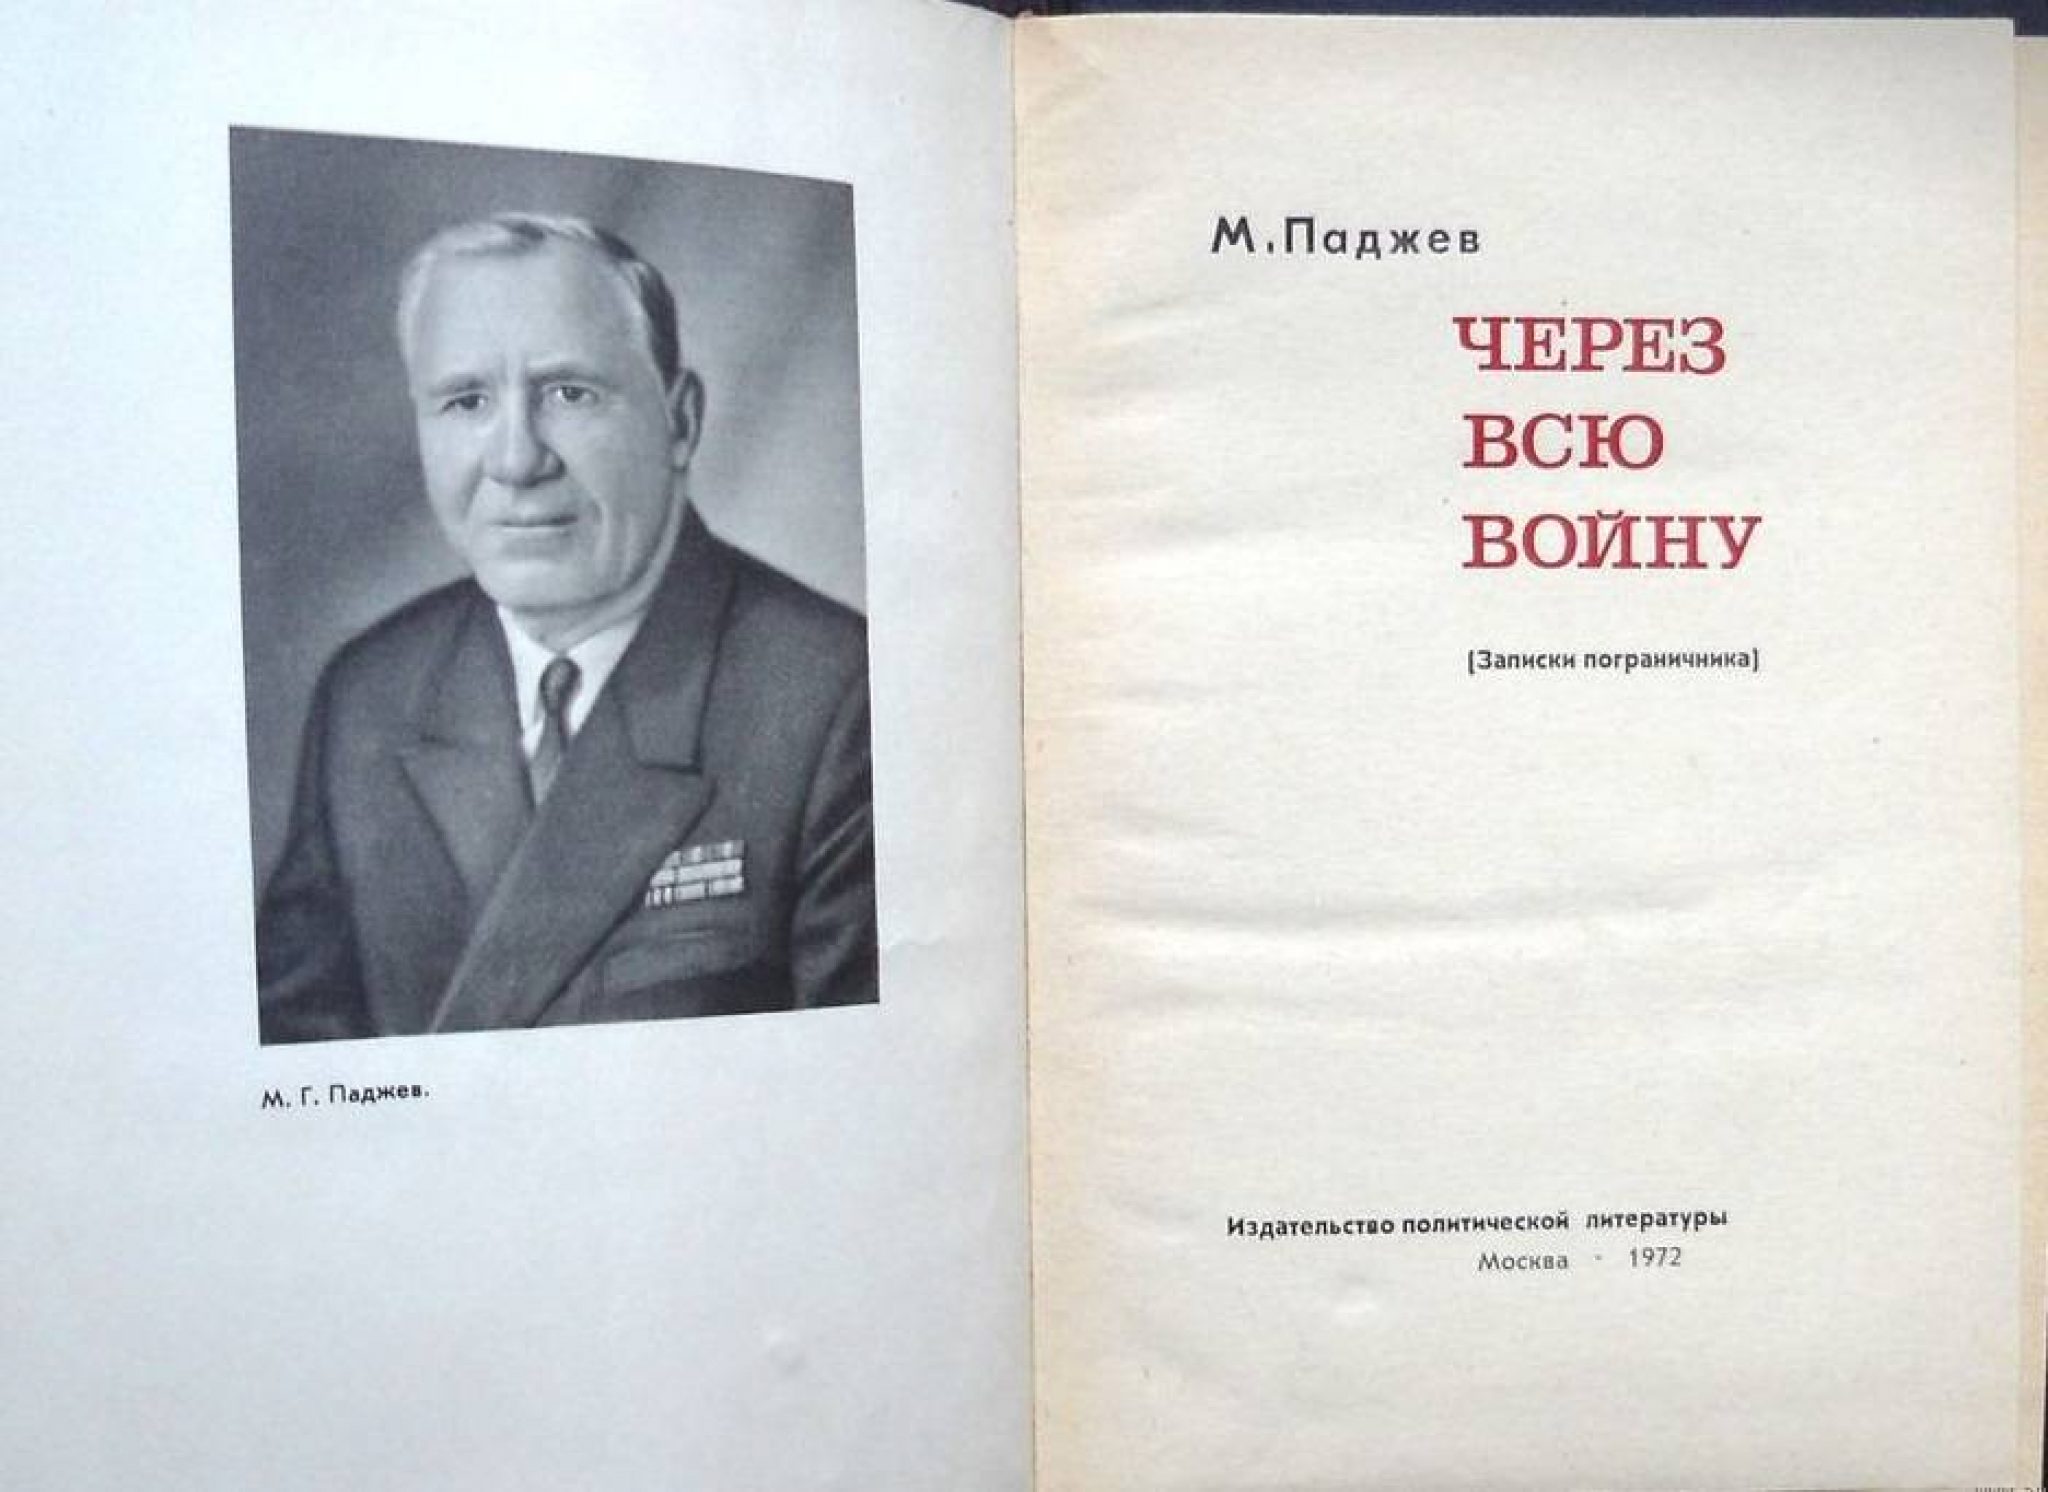 М. Г. Паджев.
М. Паджев
ЧЕРЕЗ
ВСЮ
ВОЙНУ
[Записки пограничника]
Издательство политической литературы
Москва · 1972